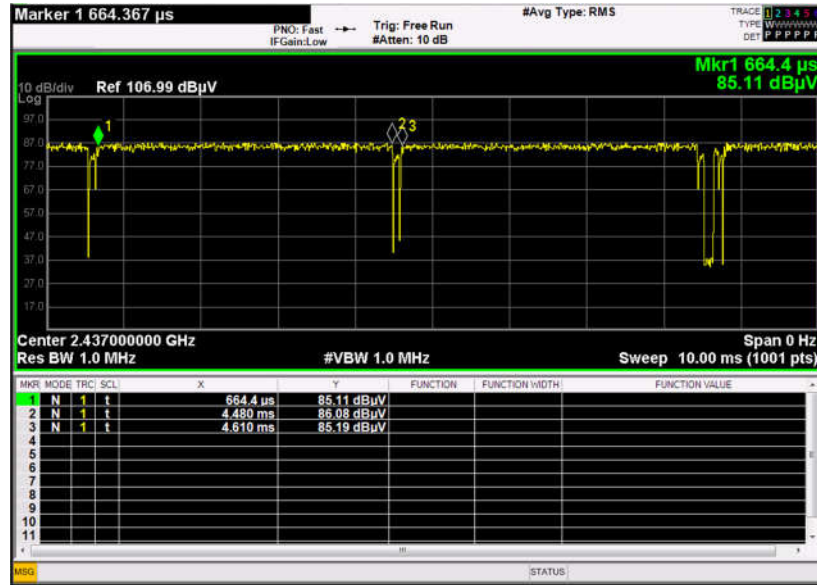 Marker 1 664.367 µs
PNO: Fast
IFGain:Low
Trig: Free Run
#Atten: 10 dB
#Avg Type: RMS
TRACE 1 2 3 4 5
TYPE
DET P P P P P
Mkr1 664.4 µs
85.11 dBµV
10 dB/div Ref 106.99 dBµV
Log
97.0
87.0
77.0
67.0
57.0
47.0
37.0
27.0
17.0
1
2 3
Center 2.437000000 GHz Span 0 Hz
Res BW 1.0 MHz #VBW 1.0 MHz Sweep 10.00 ms (1001 pts)
MKR MODE TRC SCL X Y FUNCTION FUNCTION WIDTH FUNCTION VALUE
1 N 1 t 664.4 µs 85.11 dBµV
2 N 1 t 4.480 ms 86.08 dBµV
3 N 1 t 4.610 ms 85.19 dBµV
4
5
6
7
8
9
10
11
MSG STATUS